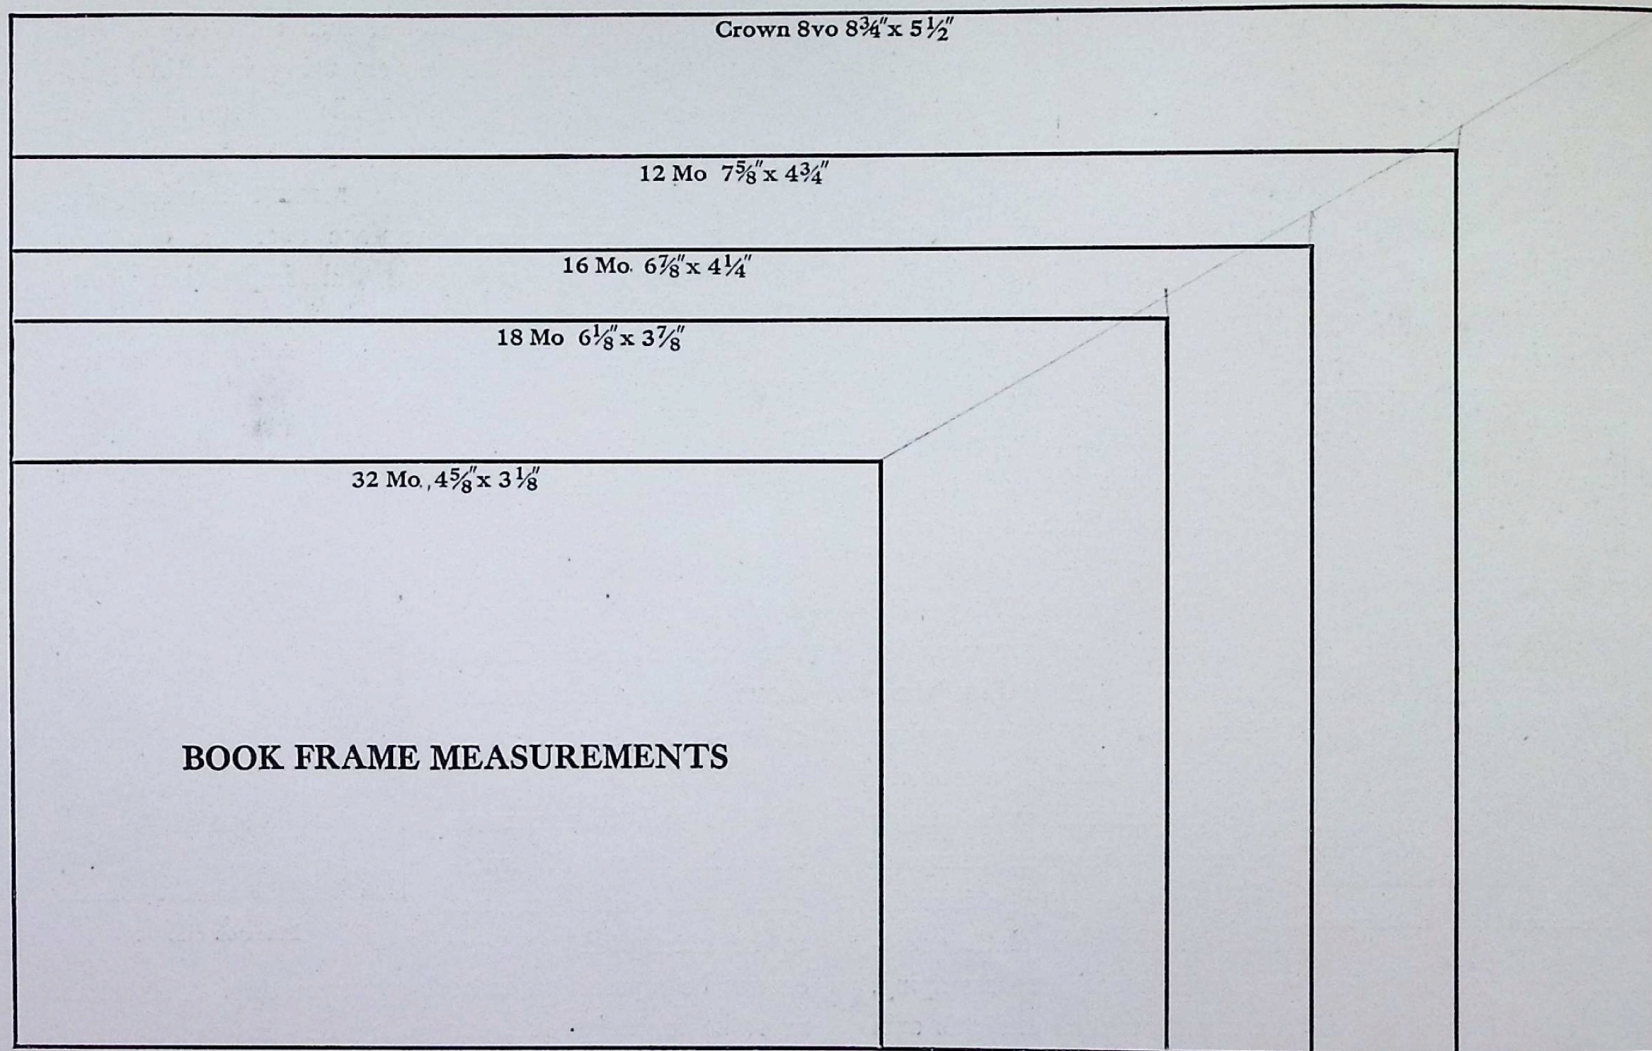 Crown 8vo 8¾"x 5½"
12 Mo 7⅝"x 4¾"
16 Mo. 6⅞"x 4¼"
18 Mo 6⅛"x 3⅞"
32 Mo., 4⅝"x 3⅛"
BOOK FRAME MEASUREMENTS